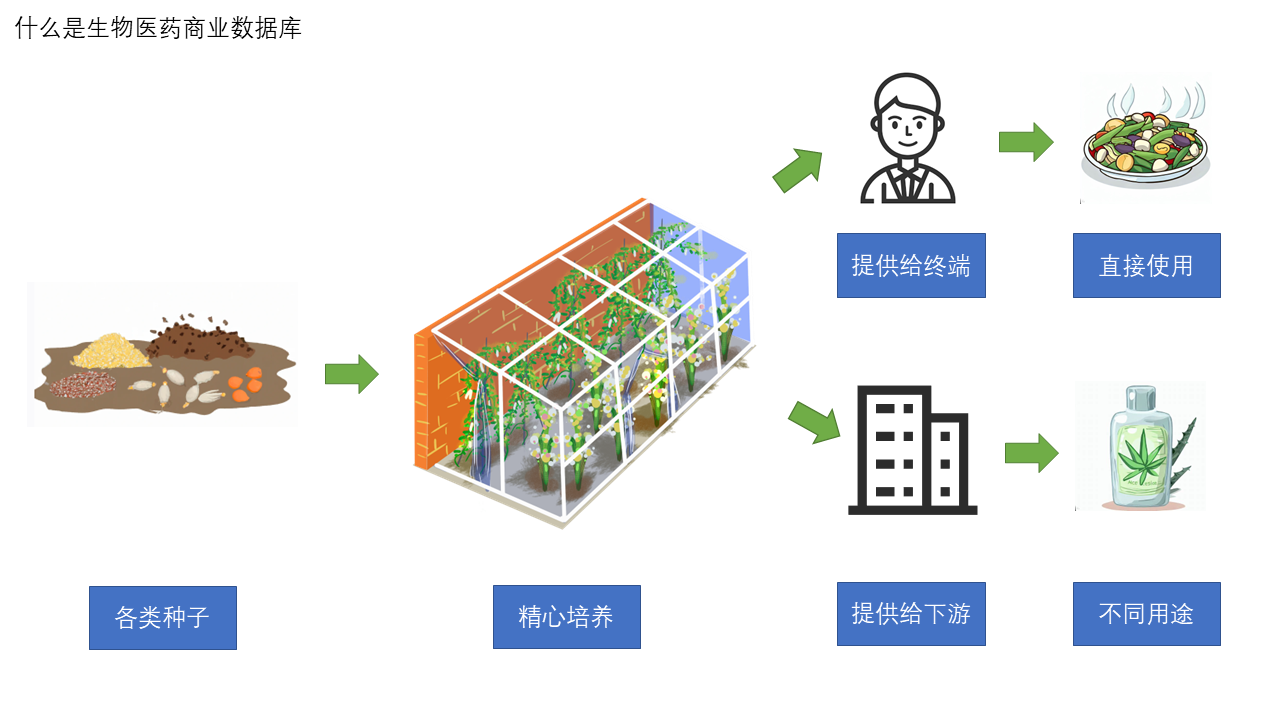 什么是生物医药商业数据库
提供给终端
直接使用
各类种子
精心培养
提供给下游
不同用途